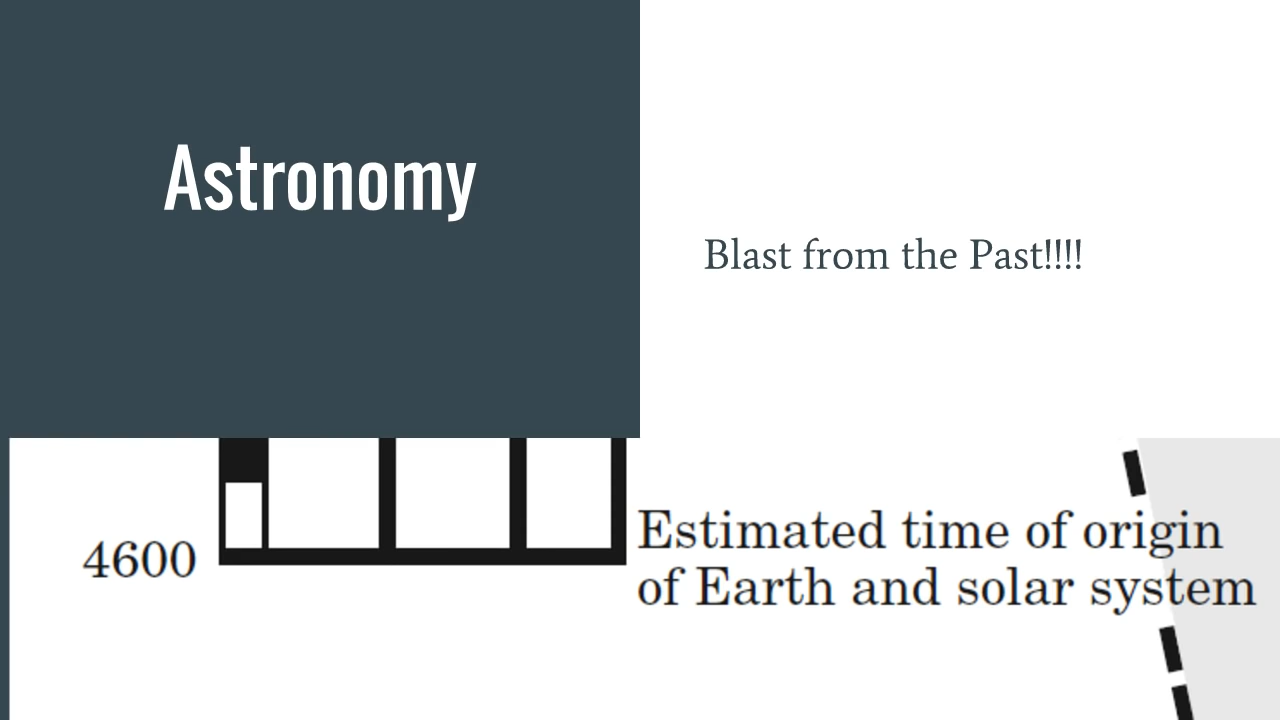 Astronomy
Blast from the Past!!!!
4600
Estimated time of origin
of Earth and solar system